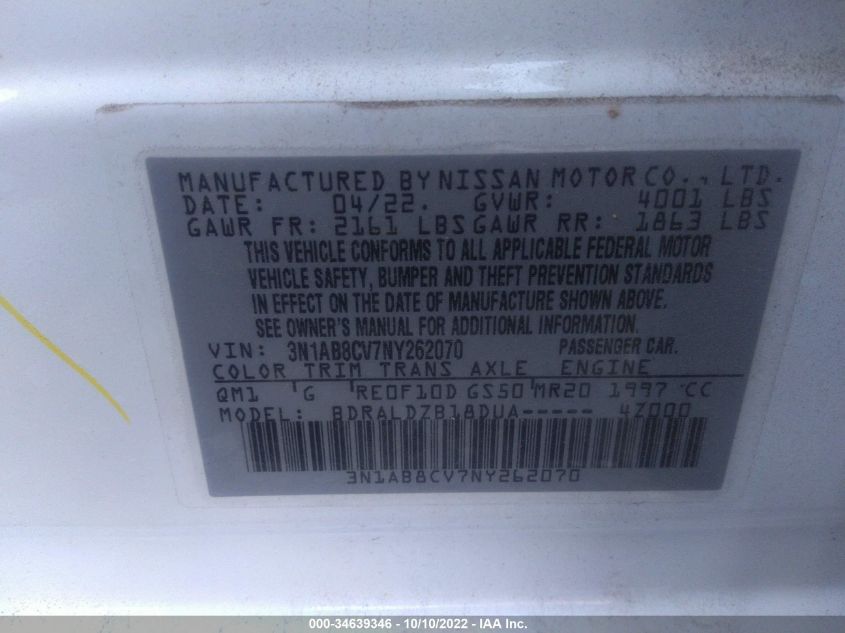 MANUFACTURED BY NISSAN MOTOR CO., LTD.
DATE: 04/22. GVWR: 4001 LBS
GAWR FR: 2161 LBS GAWR RR: 1863 LBS
THIS VEHICLE CONFORMS TO ALL APPLICABLE FEDERAL MOTOR
VEHICLE SAFETY, BUMPER AND THEFT PREVENTION STANDARDS
IN EFFECT ON THE DATE OF MANUFACTURE SHOWN ABOVE.
SEE OWNER'S MANUAL FOR ADDITIONAL INFORMATION.
VIN: 3N1AB8CV7NY262070 PASSENGER CAR.
COLOR TRIM TRANS AXLE ENGINE
QM1 G RE0F10D GS50 MR20 1997 CC
MODEL: BDRALDZB18DUA----- 4Z000
3N1AB8CV7NY262070
000-34639346 - 10/10/2022 - IAA Inc.